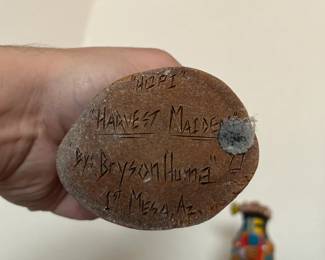 "HOPI"
"HARVEST MAIDEN"
By: Bryson Huma"
1st MESA, AZ.